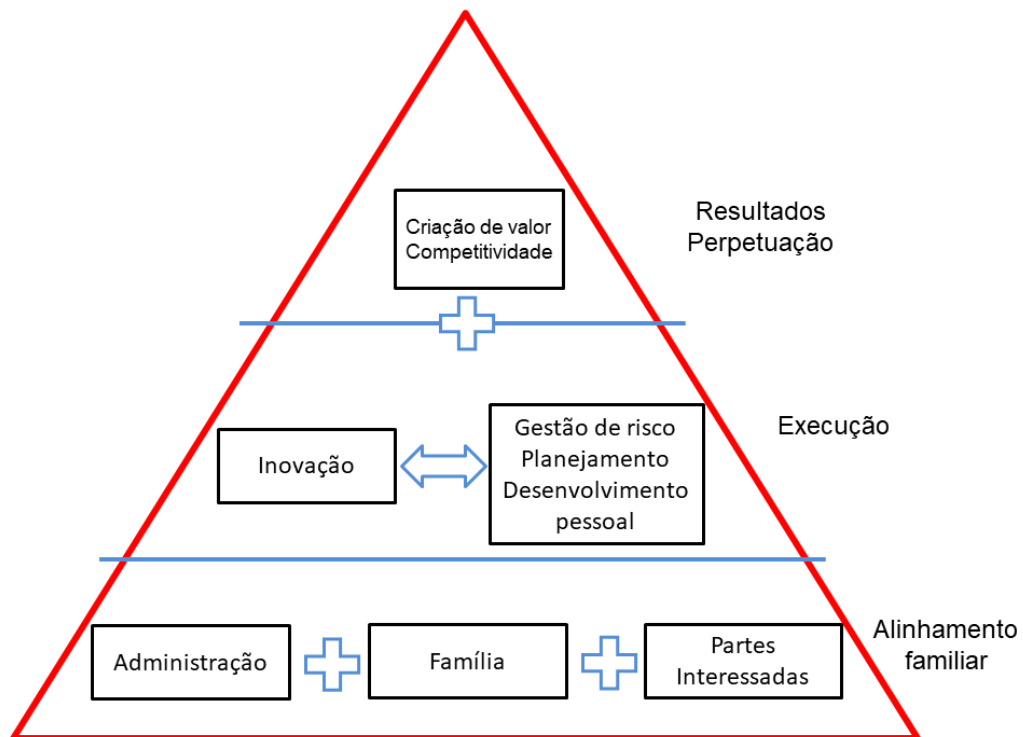 Criação de valor
Competitividade
Resultados
Perpetuação
Inovação
Gestão de risco
Planejamento
Desenvolvimento
pessoal
Execução
Administração
Família
Partes
Interessadas
Alinhamento
familiar